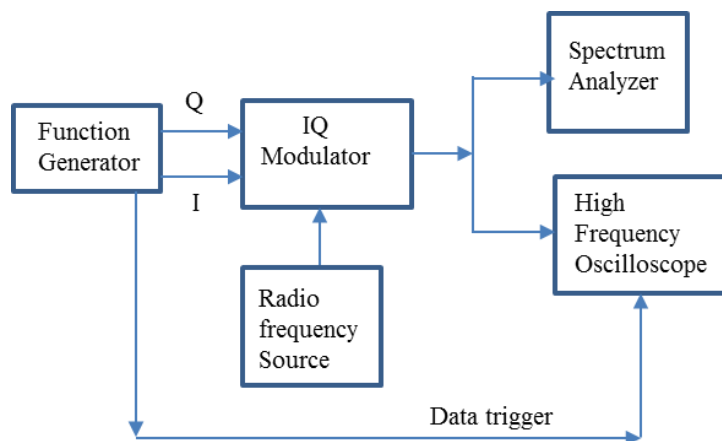 Function
Generator
Q
I
IQ
Modulator
Radio
frequency
Source
Spectrum
Analyzer
High
Frequency
Oscilloscope
Data trigger